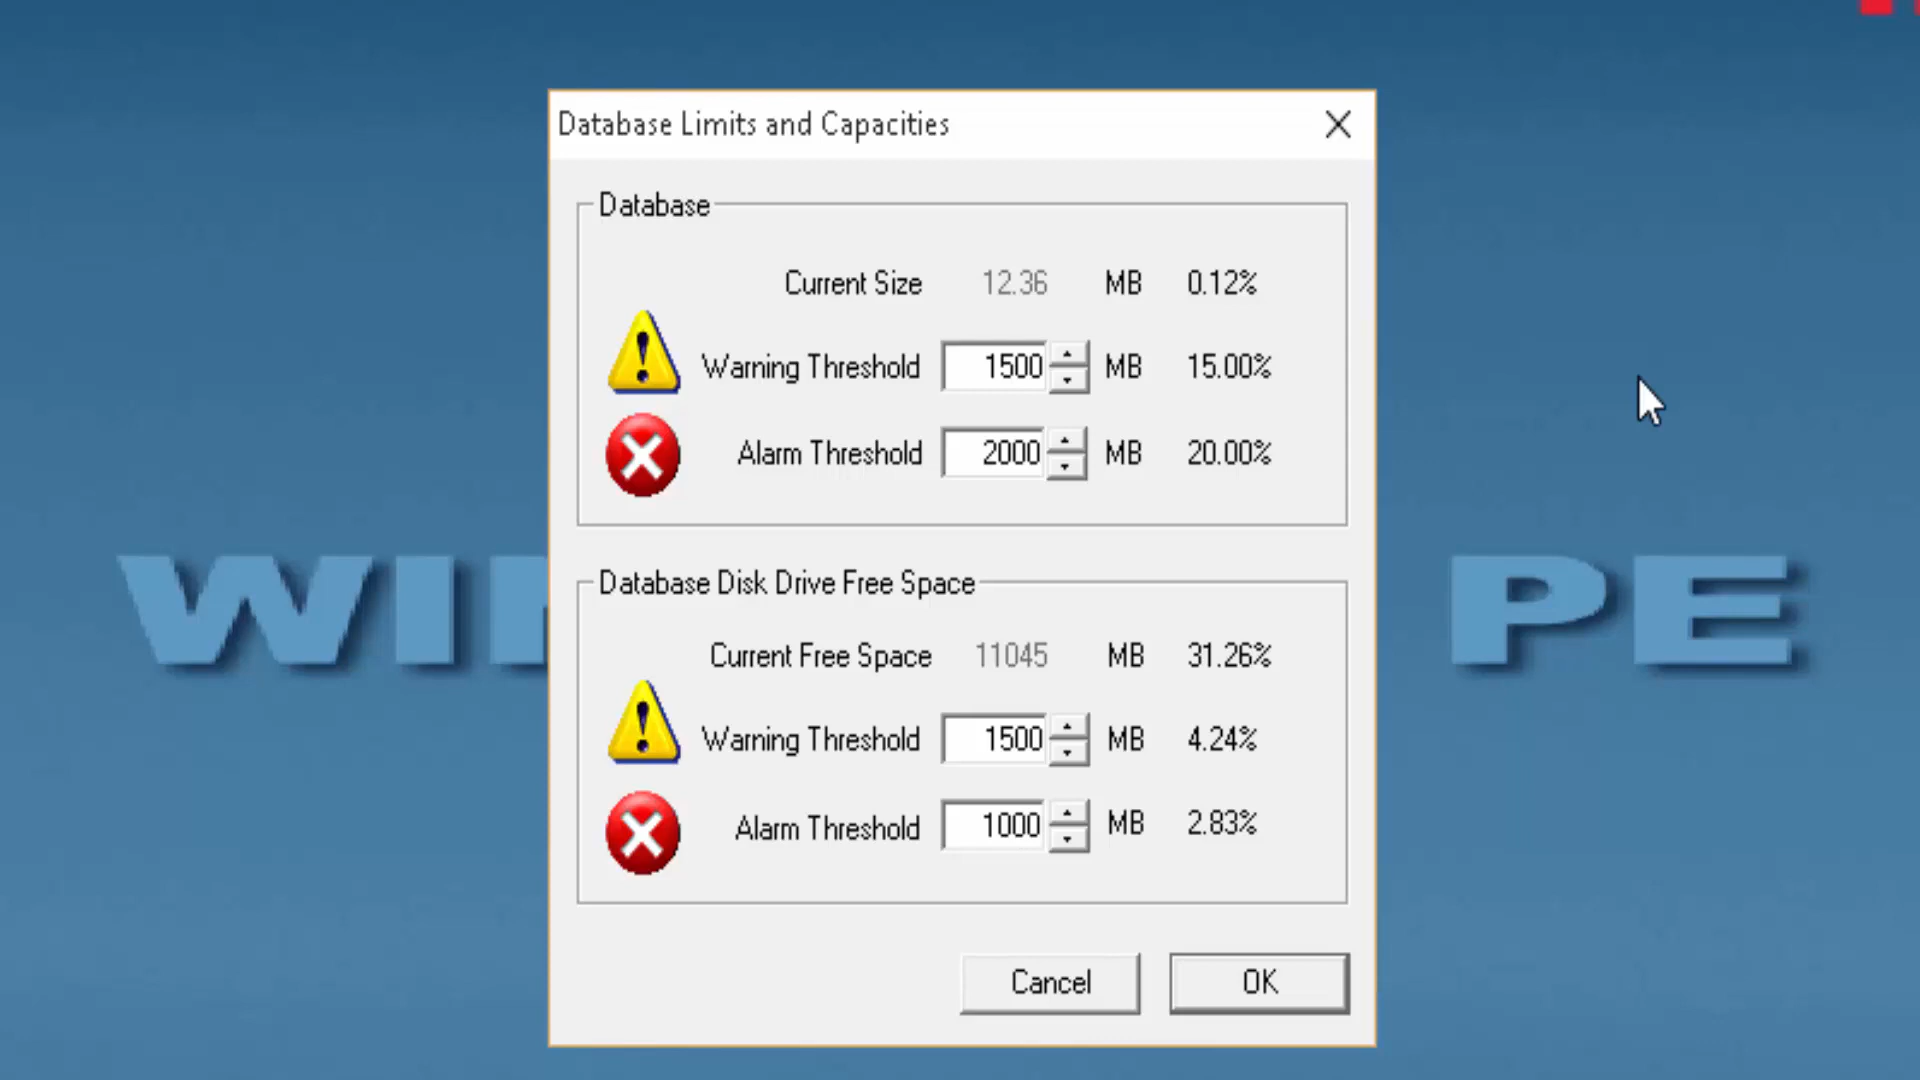 Database Limits and Capacities
Database
Current Size 12.36 MB 0.12%
Warning Threshold 1500 MB 15.00%
Alarm Threshold 2000 MB 20.00%
WI PE
Database Disk Drive Free Space
Current Free Space 11045 MB 31.26%
Warning Threshold 1500 MB 4.24%
Alarm Threshold 1000 MB 2.83%
Cancel OK